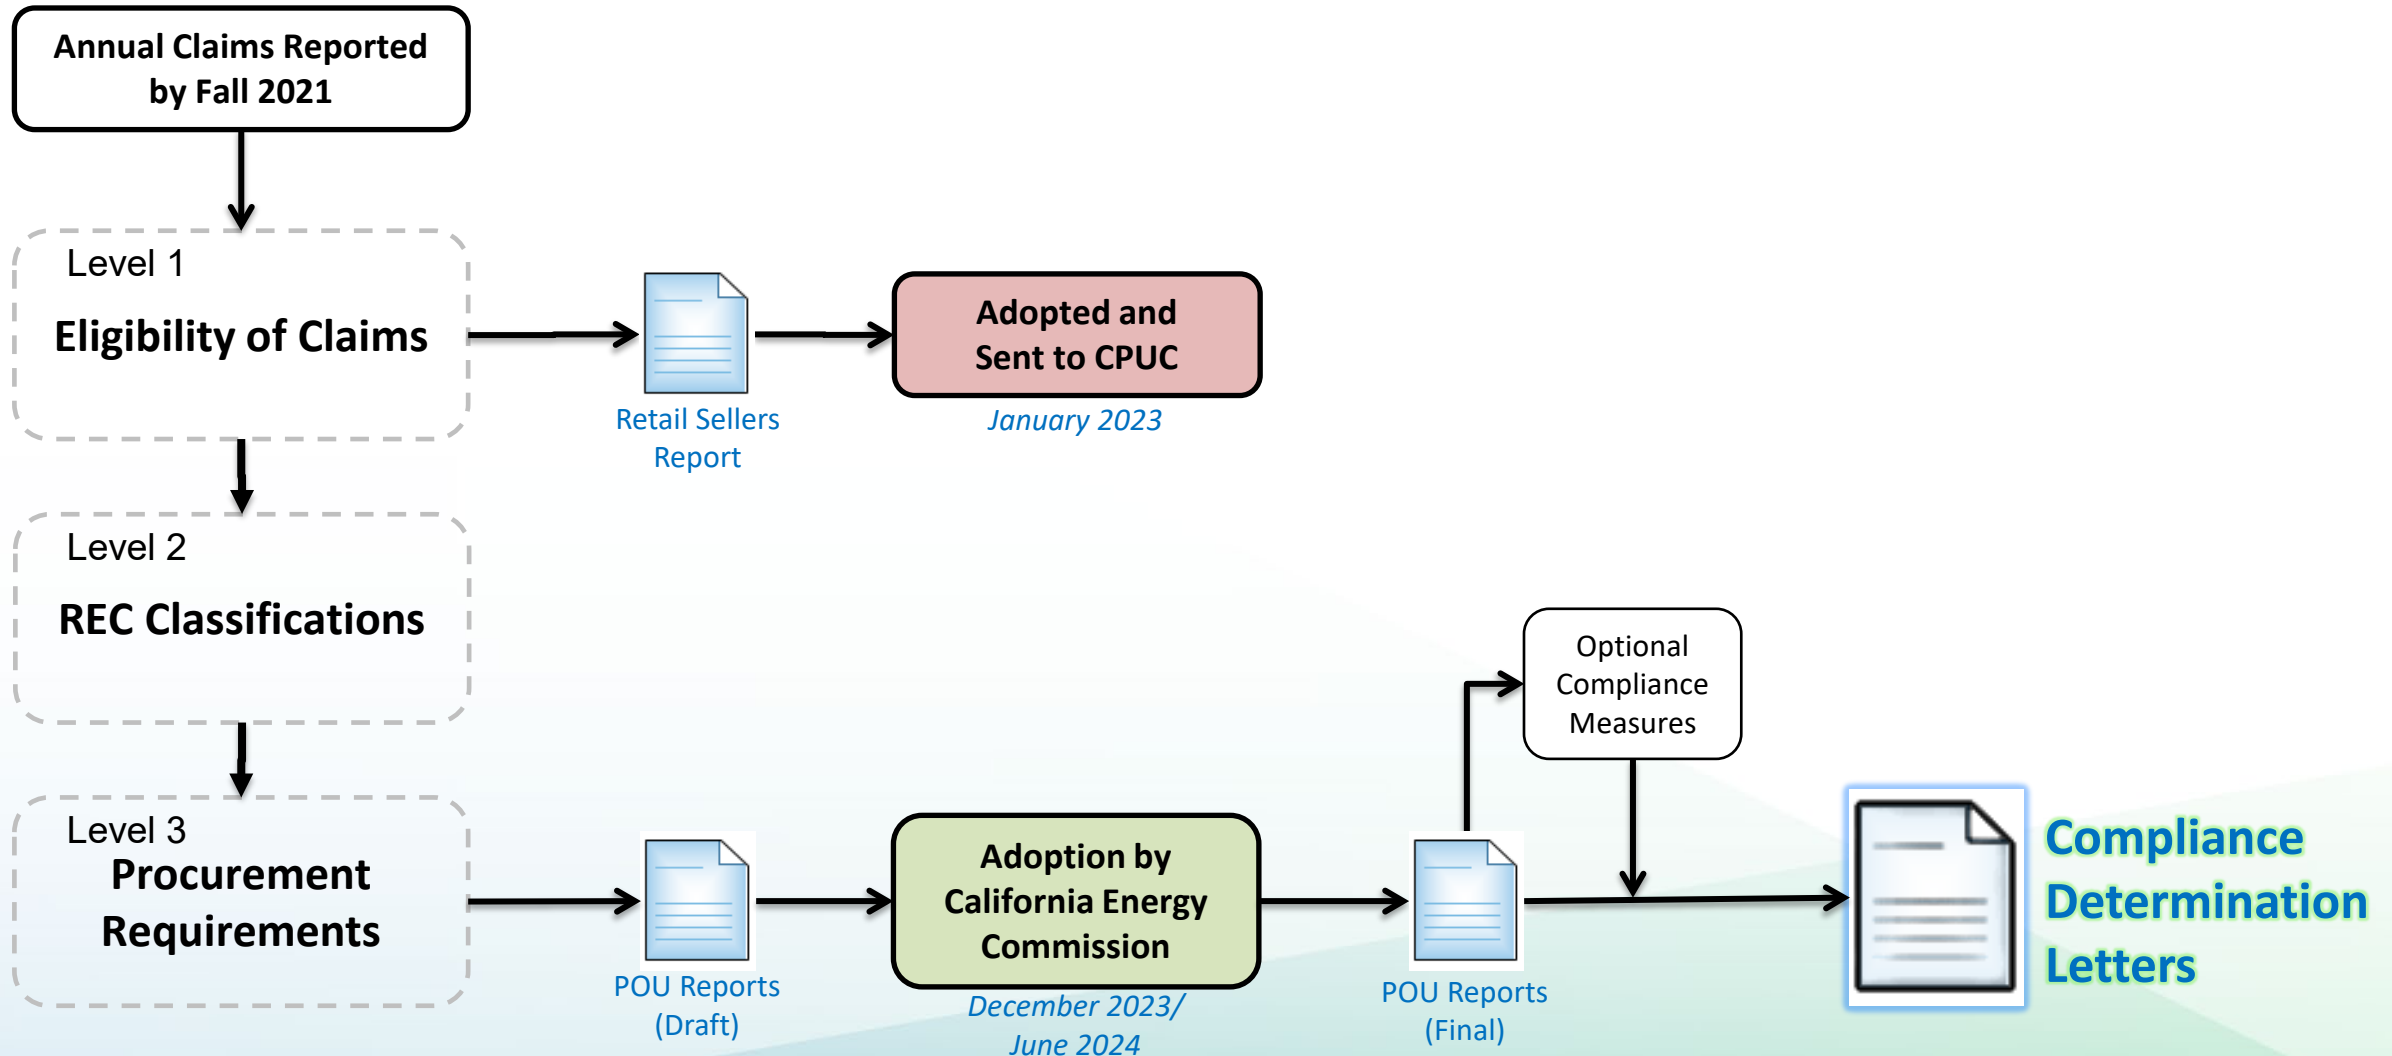 Annual Claims Reported
by Fall 2021
Level 1
Eligibility of Claims
Retail Sellers
Report
Adopted and
Sent to CPUC
January 2023
Level 2
REC Classifications
Optional
Compliance
Measures
Level 3
Procurement
Requirements
POU Reports
(Draft)
Adoption by
California Energy
Commission
December 2023/
June 2024
POU Reports
(Final)
Compliance
Determination
Letters